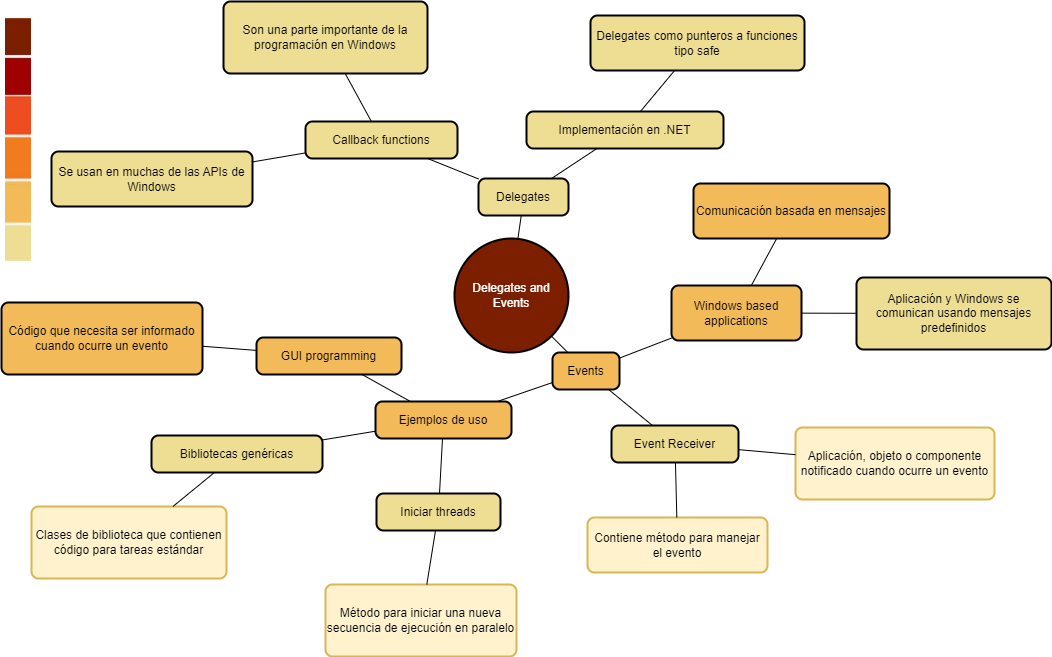 Son una parte importante de la
programación en Windows
Delegates como punteros a funciones
tipo safe
Callback functions
Implementación en .NET
Se usan en muchas de las APIs de
Windows
Delegates
Comunicación basada en mensajes
Delegates and
Events
Windows based
applications
Aplicación y Windows se
comunican usando mensajes
predefinidos
Código que necesita ser informado
cuando ocurre un evento
GUI programming
Events
Ejemplos de uso
Bibliotecas genéricas
Event Receiver
Aplicación, objeto o componente
notificado cuando ocurre un evento
Iniciar threads
Clases de biblioteca que contienen
código para tareas estándar
Contiene método para manejar
el evento
Método para iniciar una nueva
secuencia de ejecución en paralelo